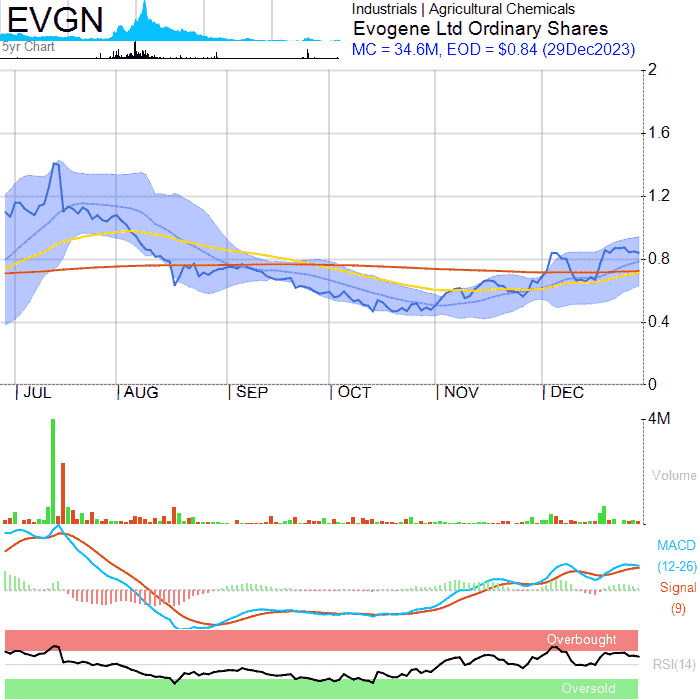 EVGN
5yr Chart
Industrials | Agricultural Chemicals
Evogene Ltd Ordinary Shares
MC = 34.6M, EOD = $0.84 (29Dec2023)
2
1.6
1.2
0.8
0.4
0
JUL AUG SEP OCT NOV DEC
4M
Volume
MACD
(12-26)
Signal
(9)
Overbought
RSI(14)
Oversold